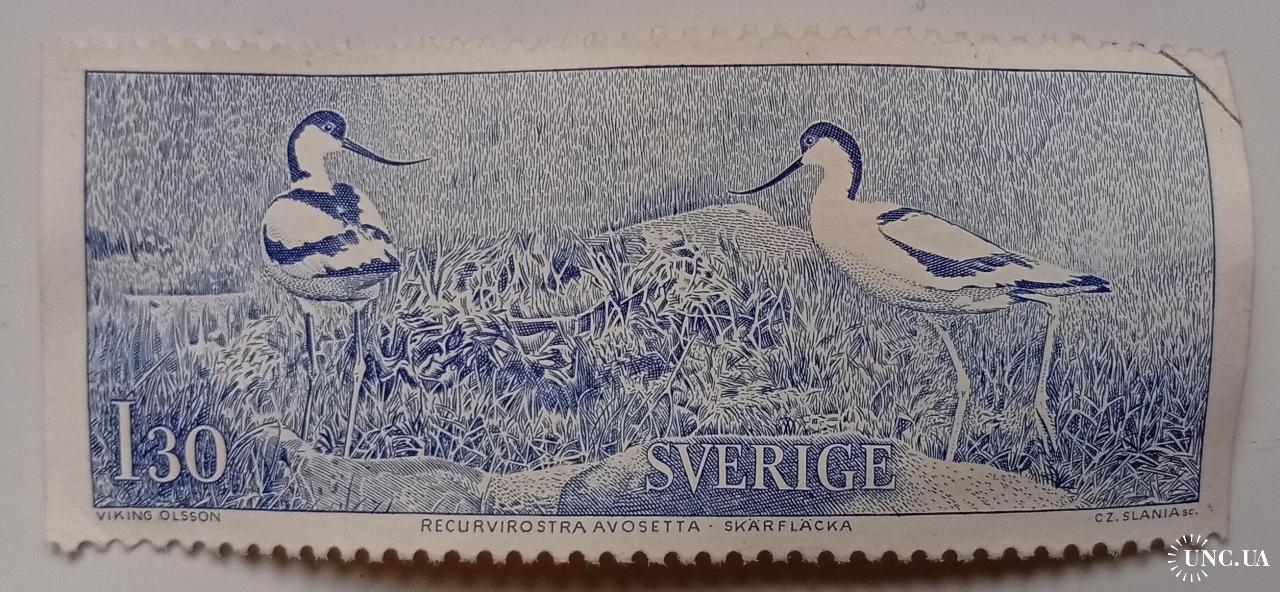 1.30
SVERIGE
VIKING OLSSON
RECURVIROSTRA AVOSETTA · SKÄRFLÄCKA
CZ. SLANIA SC.
UNC.UA